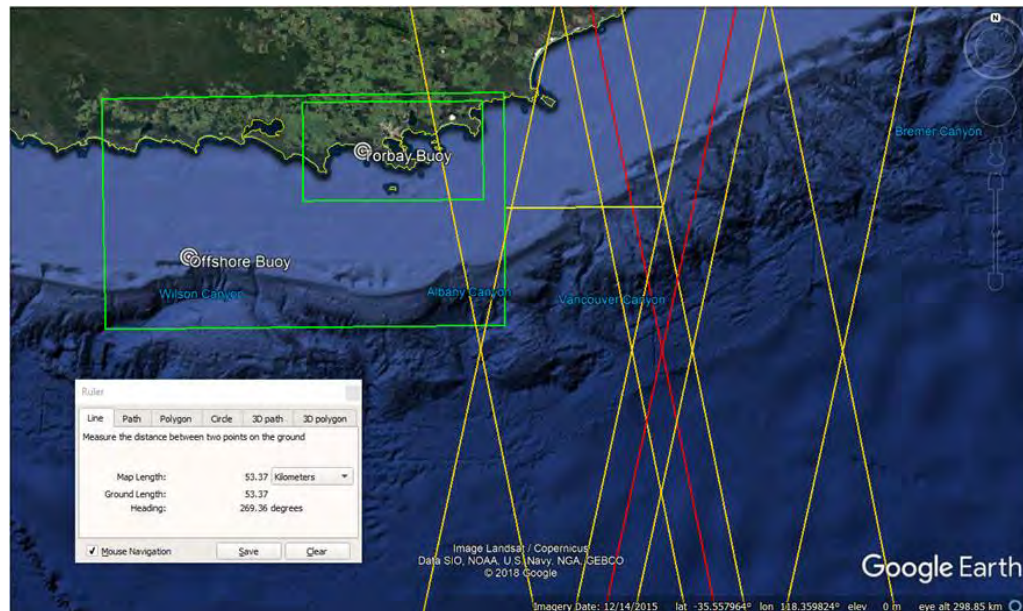 N
Bremer Canyon
Torbay Buoy
Offshore Buoy
Wilson Canyon
Albany Canyon
Vancouver Canyon
Ruler
Line Path Polygon Circle 3D path 3D polygon
Measure the distance between two points on the ground
Map Length: 53.37 Kilometers
Ground Length: 53.37
Heading: 269.36 degrees
Mouse Navigation Save Clear
Image Landsat / Copernicus
Data SIO, NOAA, U.S. Navy, NGA, GEBCO
© 2018 Google
Google Earth
Imagery Date: 12/14/2015 lat -35.557964° lon 118.359824° elev 0 m eye alt 298.85 km